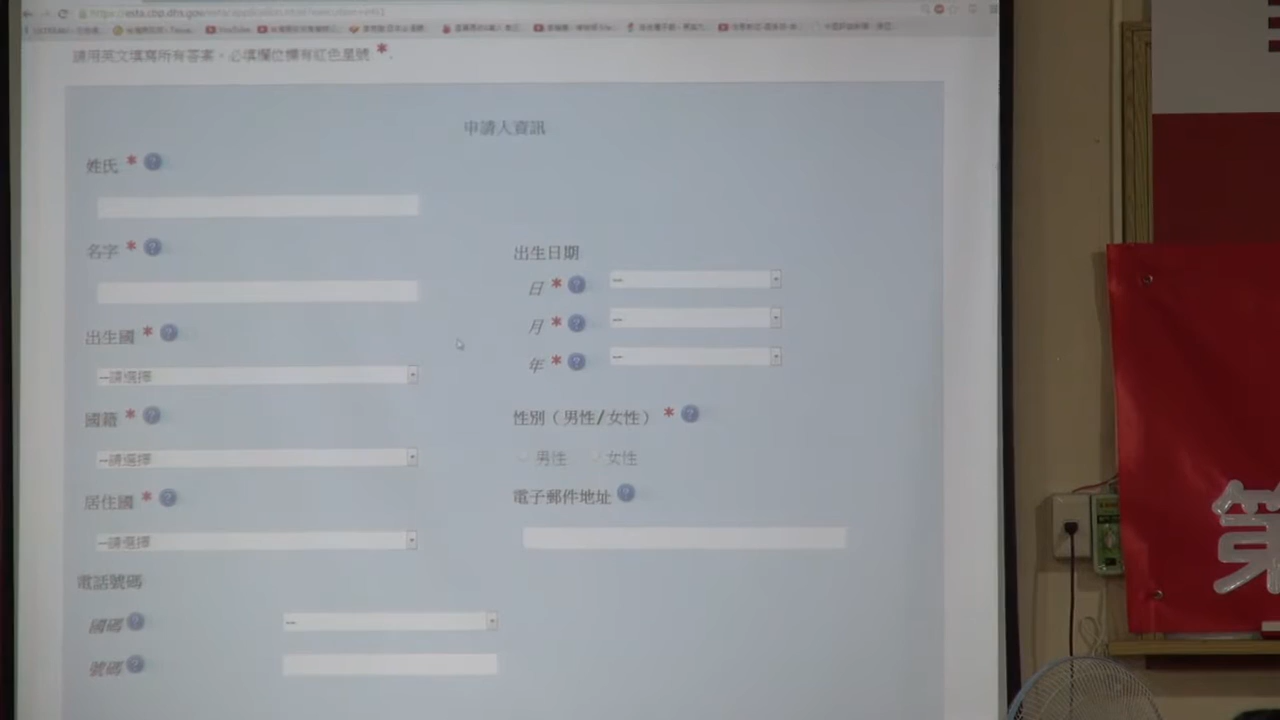 請用英文填寫所有答案。必填欄位標有紅色星號 *.
申請人資訊
姓氏 * ?
名字 * ?
出生國 * ?
--請選擇
國籍 * ?
--請選擇
居住國 * ?
--請選擇
電話號碼
國碼 ?
---
號碼 ?
出生日期
日 * ?
---
月 * ?
---
年 * ?
---
性別（男性/女性） * ?
男性 女性
電子郵件地址 ?
第